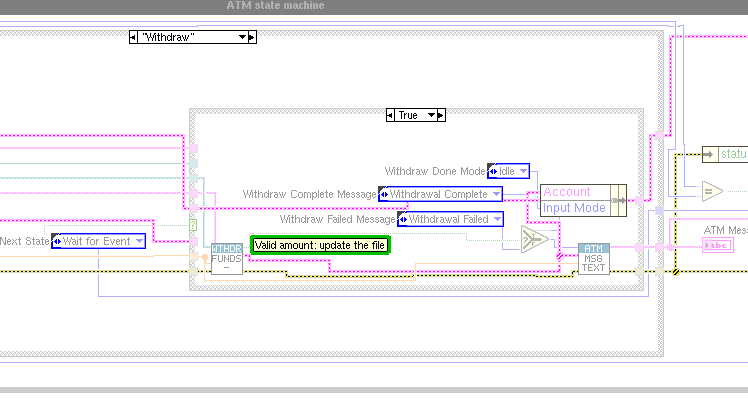 ATM state machine
"Withdraw"
True
Withdraw Done Mode
Idle
Withdraw Complete Message
Withdrawal Complete
Withdraw Failed Message
Withdrawal Failed
Account
Input Mode
statu
=
?
T
F
Next State
Wait for Event
WTHDR
FUNDS
Valid amount: update the file
ATM
MSG
TEXT
ATM Mess
abc